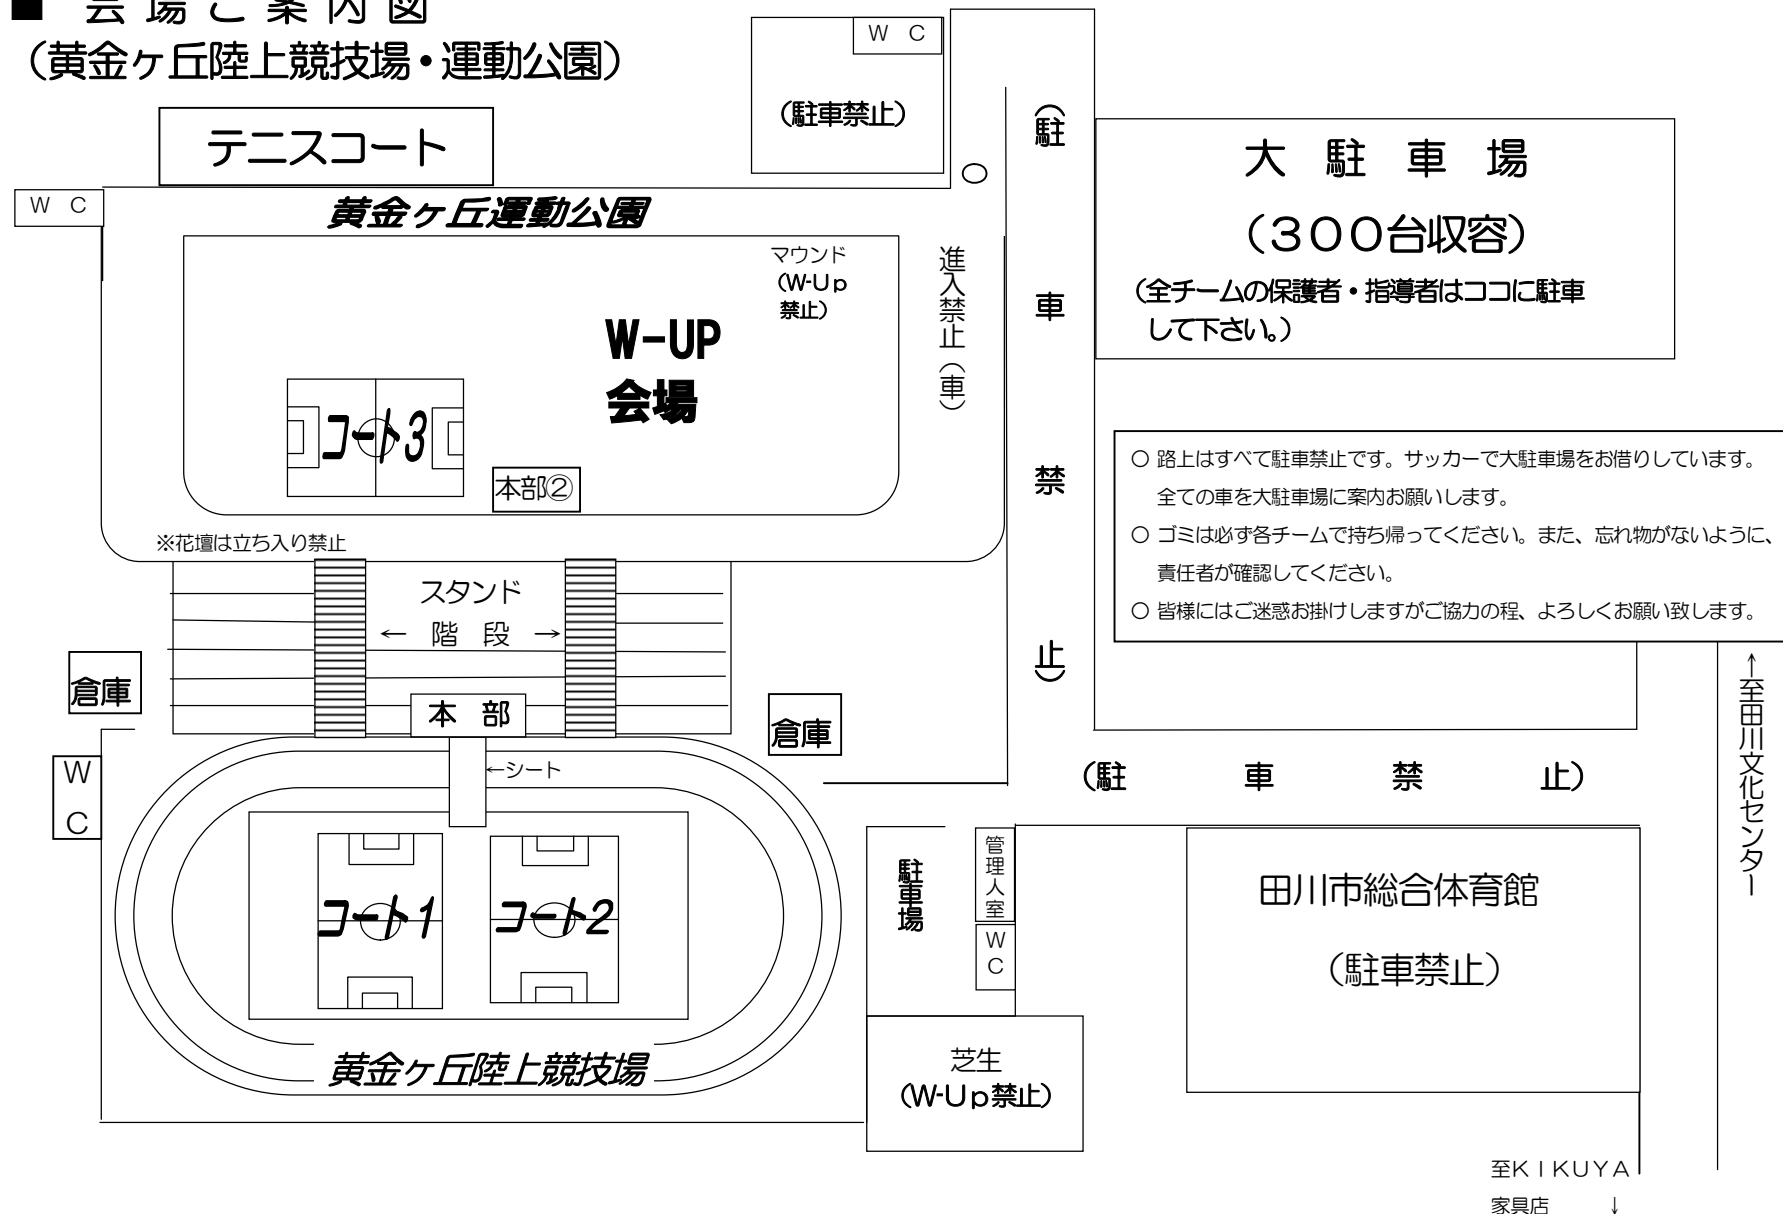 ■ 会場ご案内図
（黄金ヶ丘陸上競技場・運動公園）
ＷＣ
（駐車禁止）
テニスコート
ＷＣ
黄金ヶ丘運動公園
マウンド
（W-Uｐ
禁止）
W-UP
会場
コート3
本部②
※花壇は立ち入り禁止
進入禁止（車）
（駐車禁止）
大駐車場
（３００台収容）
（全チームの保護者・指導者はココに駐車
して下さい。）
○ 路上はすべて駐車禁止です。サッカーで大駐車場をお借りしています。
全ての車を大駐車場に案内お願いします。
○ ゴミは必ず各チームで持ち帰ってください。また、忘れ物がないように、
責任者が確認してください。
○ 皆様にはご迷惑お掛けしますがご協力の程、よろしくお願い致します。
スタンド
← 階段 →
倉庫
本部
倉庫
←シート
ＷＣ
コート1
コート2
黄金ヶ丘陸上競技場
（駐車禁止）
←至田川文化センター
駐車場
管理人室
ＷＣ
田川市総合体育館
（駐車禁止）
芝生
（W-Uｐ禁止）
至ＫＩＫＵＹＡ
家具店 ↓